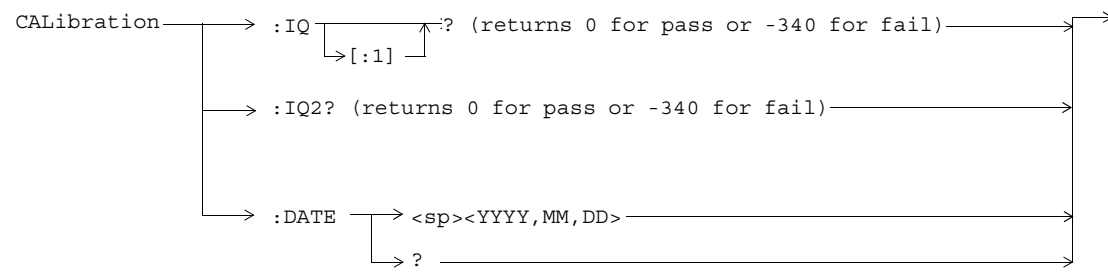 CALibration :IQ ? (returns 0 for pass or -340 for fail)
[:1]
:IQ2? (returns 0 for pass or -340 for fail)
:DATE <sp><YYYY,MM,DD>
?